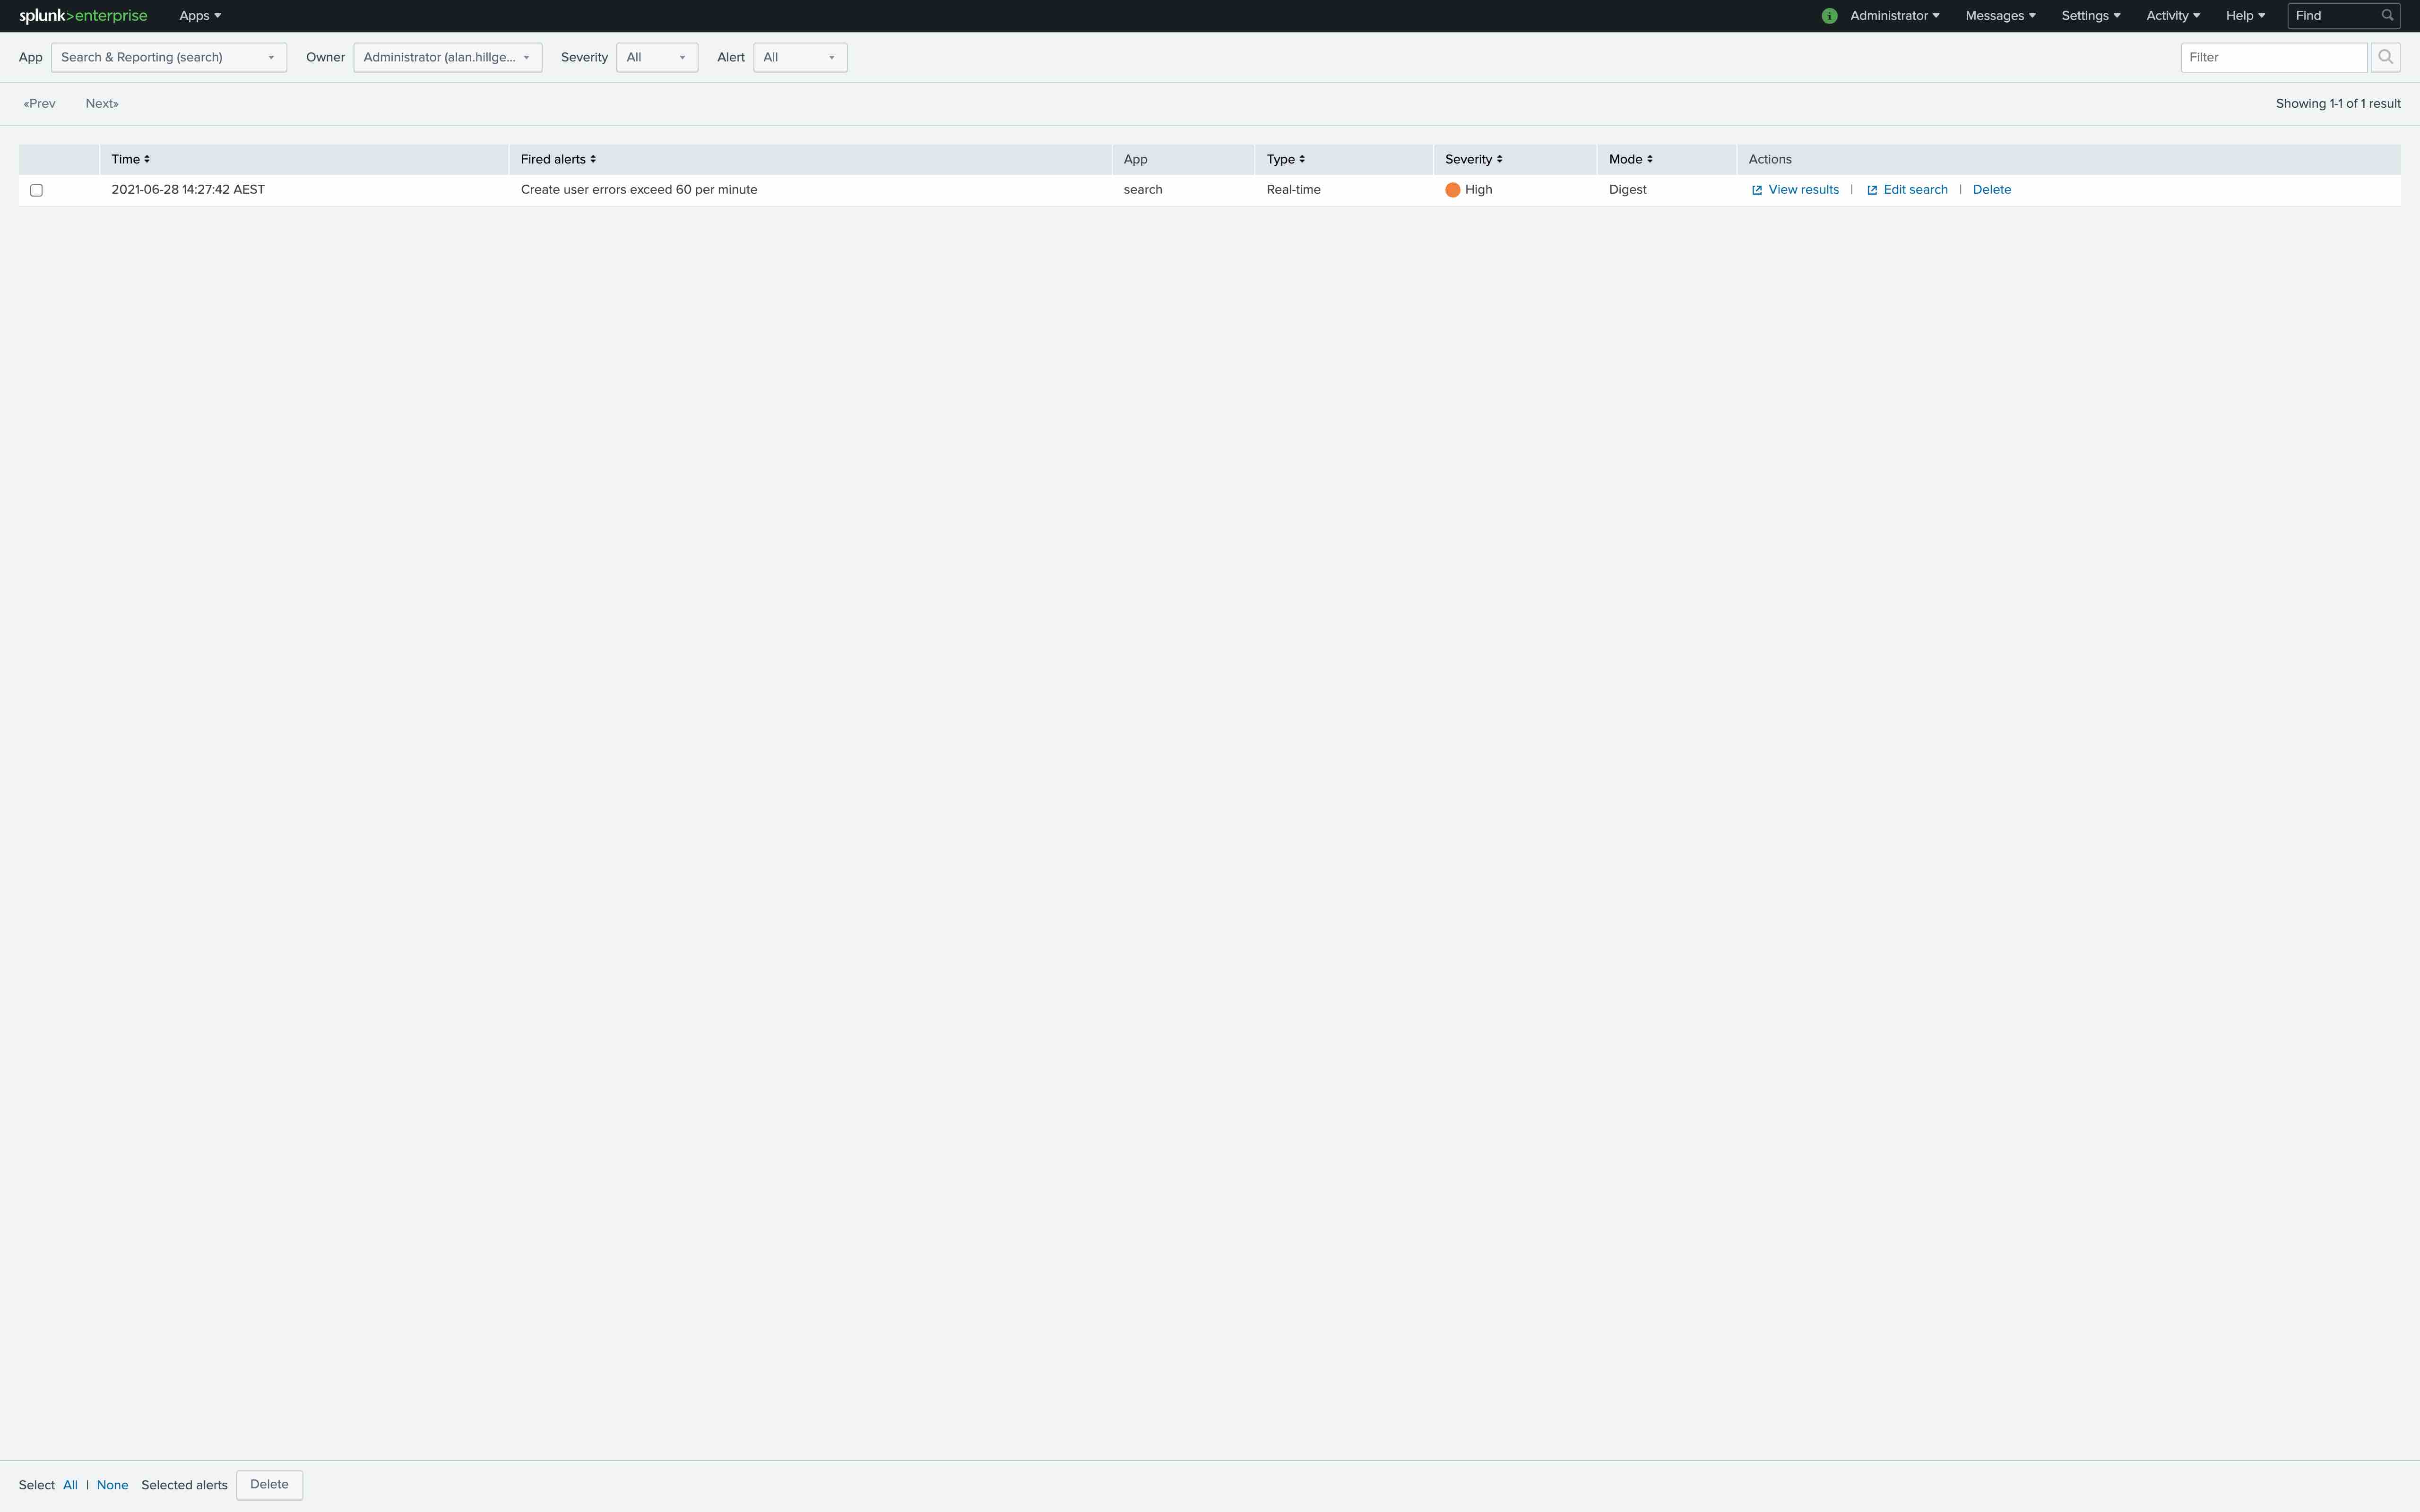 splunk>enterprise Apps Administrator Messages Settings Activity Help Find
App Search & Reporting (search) Owner Administrator (alan.hillge... Severity All Alert All Filter
«Prev Next» Showing 1-1 of 1 result
Time Fired alerts App Type Severity Mode Actions
2021-06-28 14:27:42 AEST Create user errors exceed 60 per minute search Real-time High Digest View results | Edit search | Delete
Select All | None Selected alerts Delete